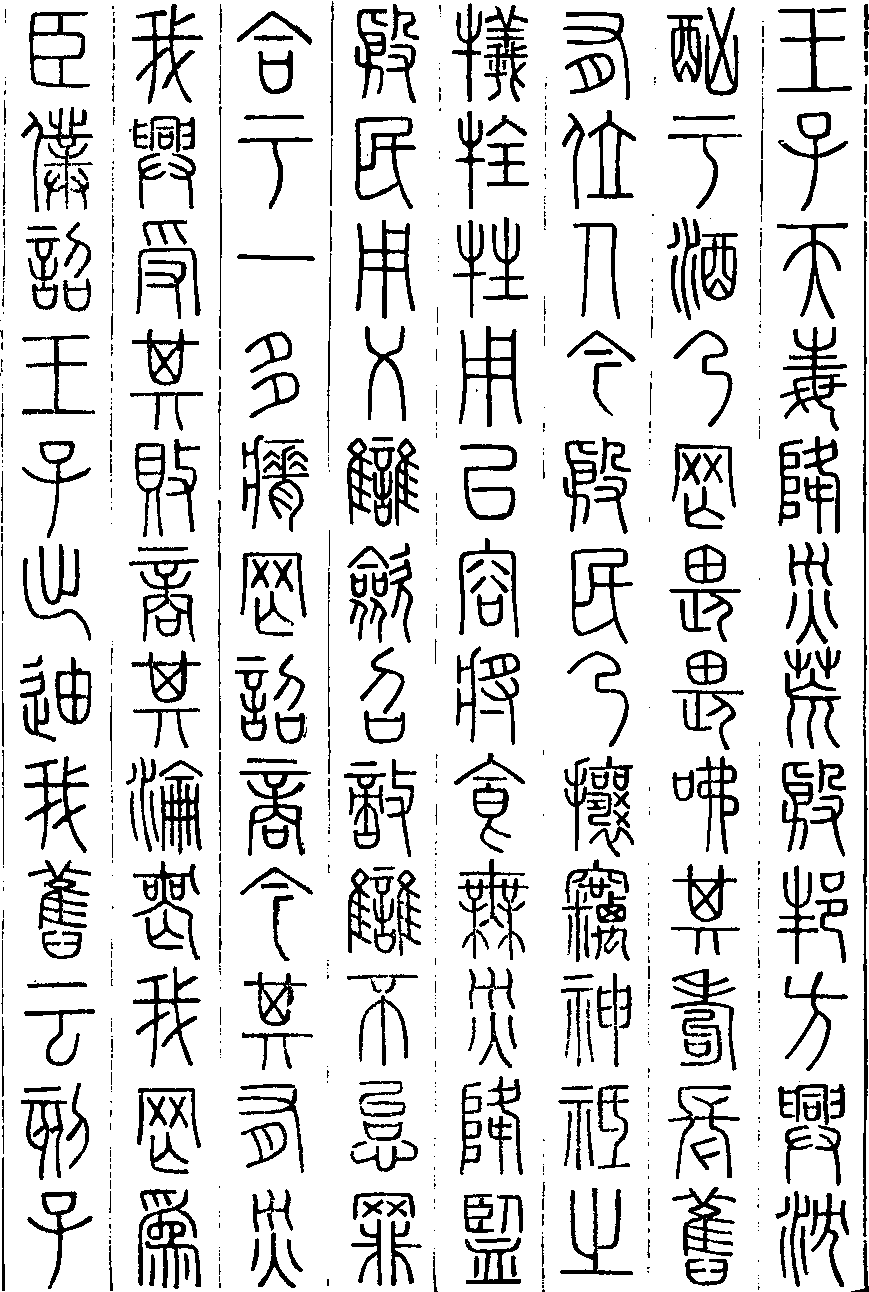 王子天毒降災荒殷邦方興沈
酗于酒乃罔畏畏咈其耇長舊
有位人今殷民乃攘竊神祇之
犧牷牲用以容將食無災降監
殷民用乂讎斂召敵讎不怠罪
合于一多瘠罔詔商今其有災
我興受其敗商其淪喪我罔為
臣僕詔王子出迪我舊云刻子